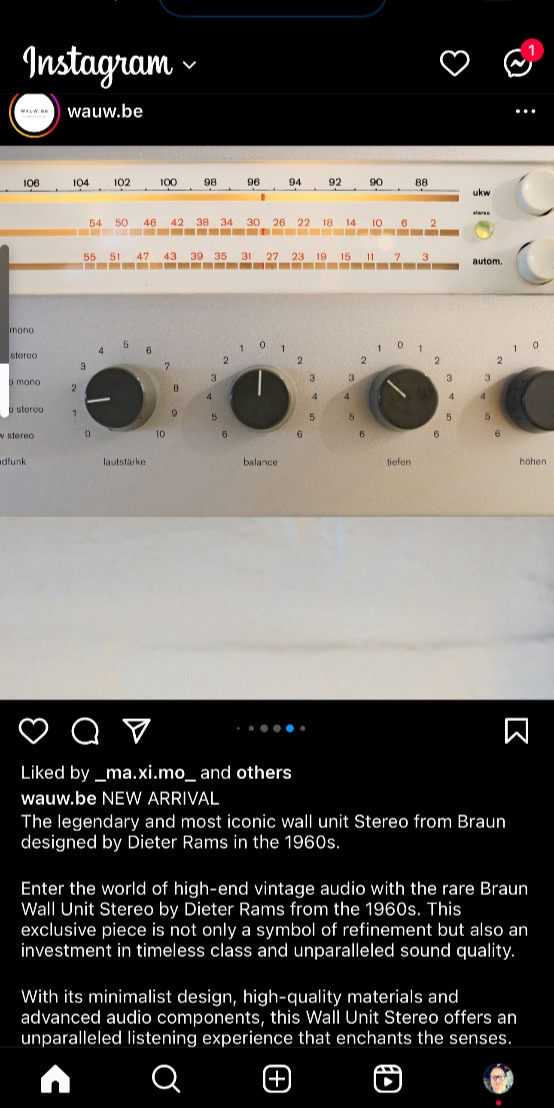 Instagram
1
WAUW.BE
wauw.be
106 104 102 100 98 96 94 92 90 88
ukw
54 50 46 42 38 34 30 26 22 18 14 10 6 2
stereo
55 51 47 43 39 35 31 27 23 19 15 11 7 3
autom.
mono
stereo
mono
stereo
stereo
dfunk
0 1 2 3 4 5 6 7 8 9 10
lautstärke
6 5 4 3 2 1 0 1 2 3 4 5 6
balance
6 5 4 3 2 1 0 1 2 3 4 5 6
tiefen
6 5 4 3 2 1 0
höhen
Liked by _ma.xi.mo_ and others
wauw.be NEW ARRIVAL
The legendary and most iconic wall unit Stereo from Braun
designed by Dieter Rams in the 1960s.
Enter the world of high-end vintage audio with the rare Braun
Wall Unit Stereo by Dieter Rams from the 1960s. This
exclusive piece is not only a symbol of refinement but also an
investment in timeless class and unparalleled sound quality.
With its minimalist design, high-quality materials and
advanced audio components, this Wall Unit Stereo offers an
unparalleled listening experience that enchants the senses.